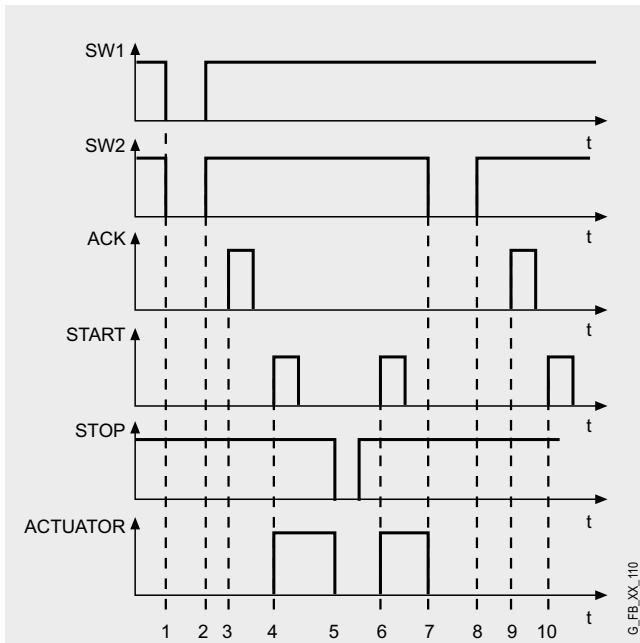 SW1
t
SW2
t
ACK
t
START
t
STOP
t
ACTUATOR
t
1 2 3 4 5 6 7 8 9 10
G_FB_XX_110